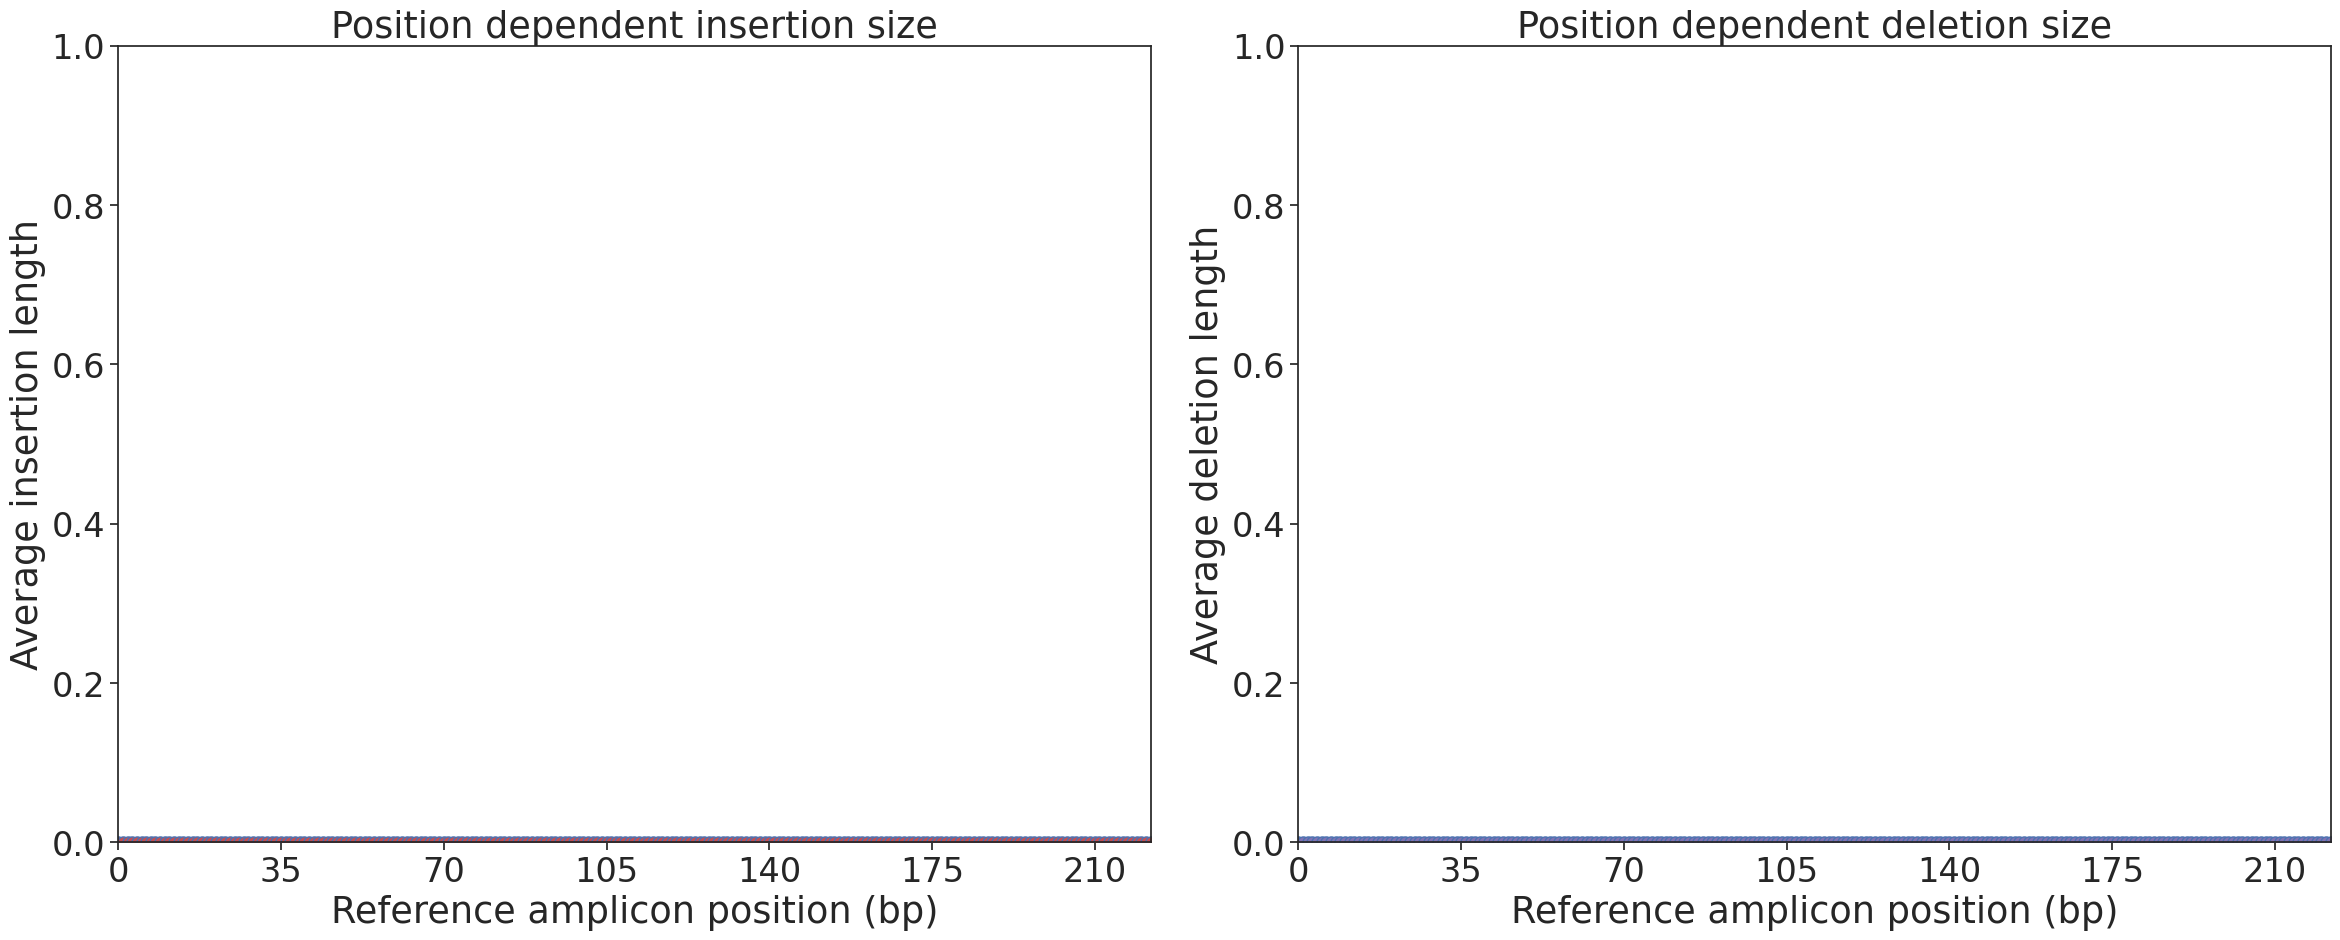 Position dependent insertion size
Average insertion length
1.0
0.8
0.6
0.4
0.2
0.0
0 35 70 105 140 175 210
Reference amplicon position (bp)
Position dependent deletion size
Average deletion length
1.0
0.8
0.6
0.4
0.2
0.0
0 35 70 105 140 175 210
Reference amplicon position (bp)